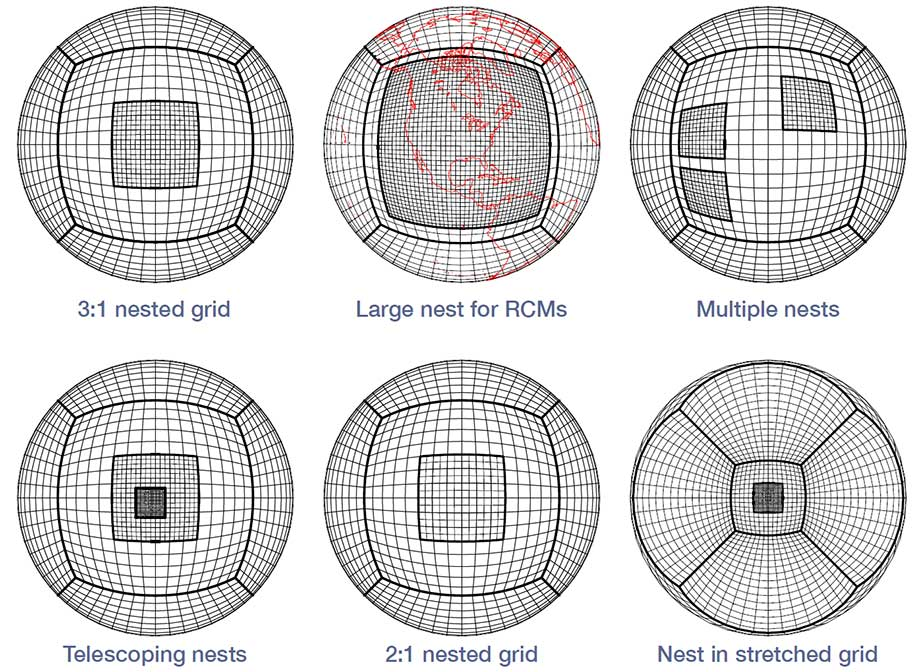 3:1 nested grid
Large nest for RCMs
Multiple nests
Telescoping nests
2:1 nested grid
Nest in stretched grid